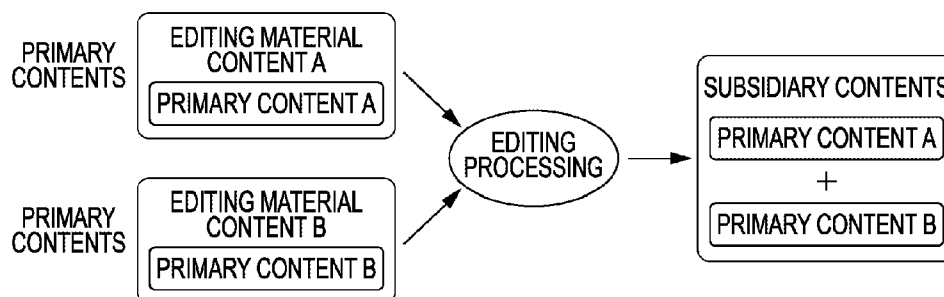 PRIMARY
CONTENTS
EDITING MATERIAL
CONTENT A
PRIMARY CONTENT A
PRIMARY
CONTENTS
EDITING MATERIAL
CONTENT B
PRIMARY CONTENT B
EDITING
PROCESSING
SUBSIDIARY CONTENTS
PRIMARY CONTENT A
+
PRIMARY CONTENT B